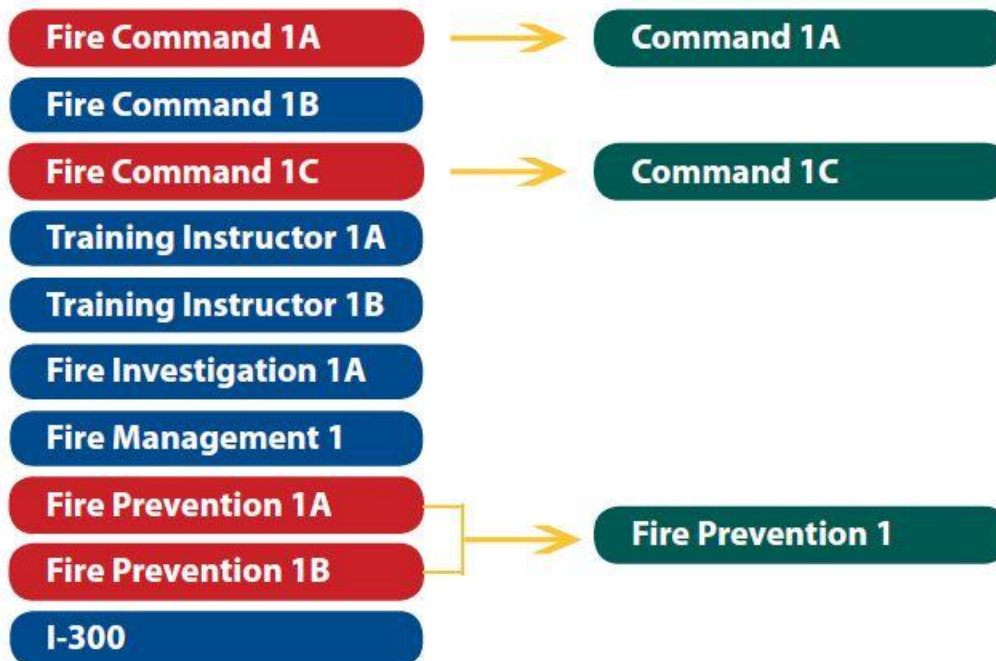 Fire Command 1A
Command 1A
Fire Command 1B
Fire Command 1C
Command 1C
Training Instructor 1A
Training Instructor 1B
Fire Investigation 1A
Fire Management 1
Fire Prevention 1A
Fire Prevention 1
Fire Prevention 1B
I-300